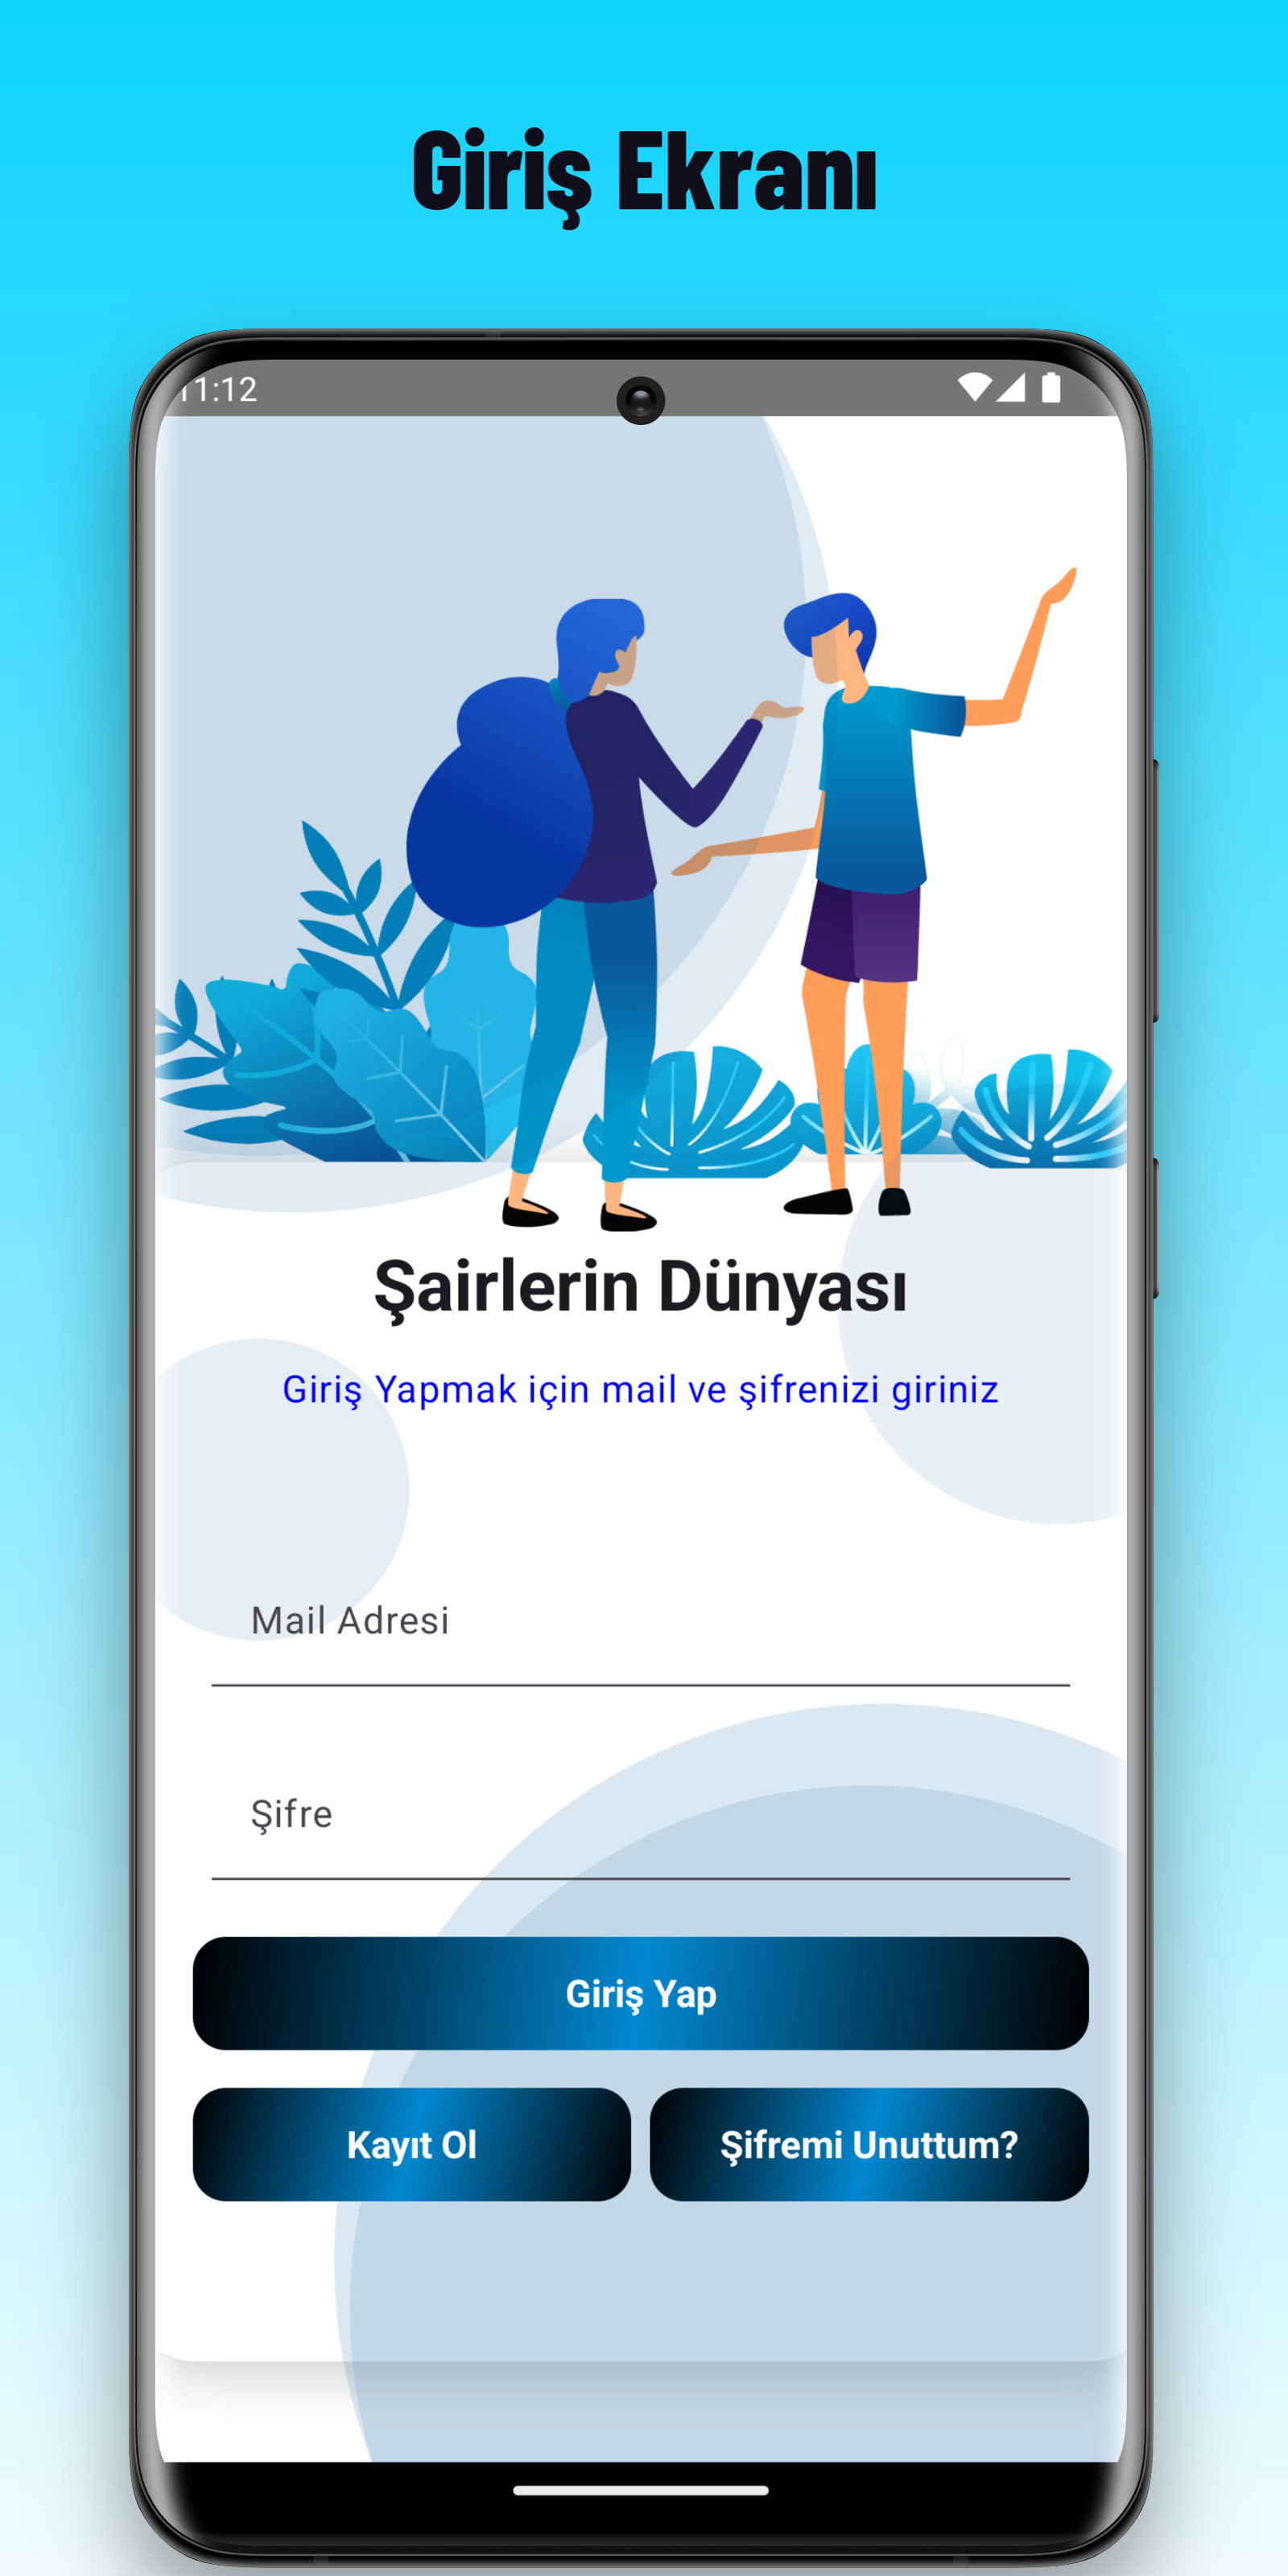 Giriş Ekranı
11:12
Şairlerin Dünyası
Giriş Yapmak için mail ve şifrenizi giriniz
Mail Adresi
Şifre
Giriş Yap
Kayıt Ol
Şifremi Unuttum?